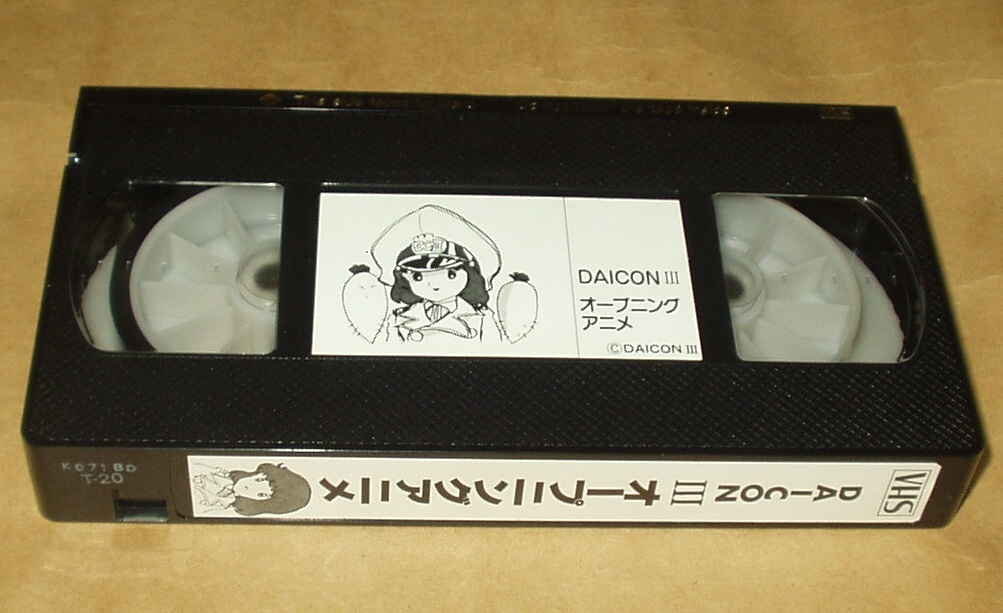 DAICON III
オープニング
アニメ
©DAICON III
K071BD
T-20
VHS
DAICON III オープニングアニメ